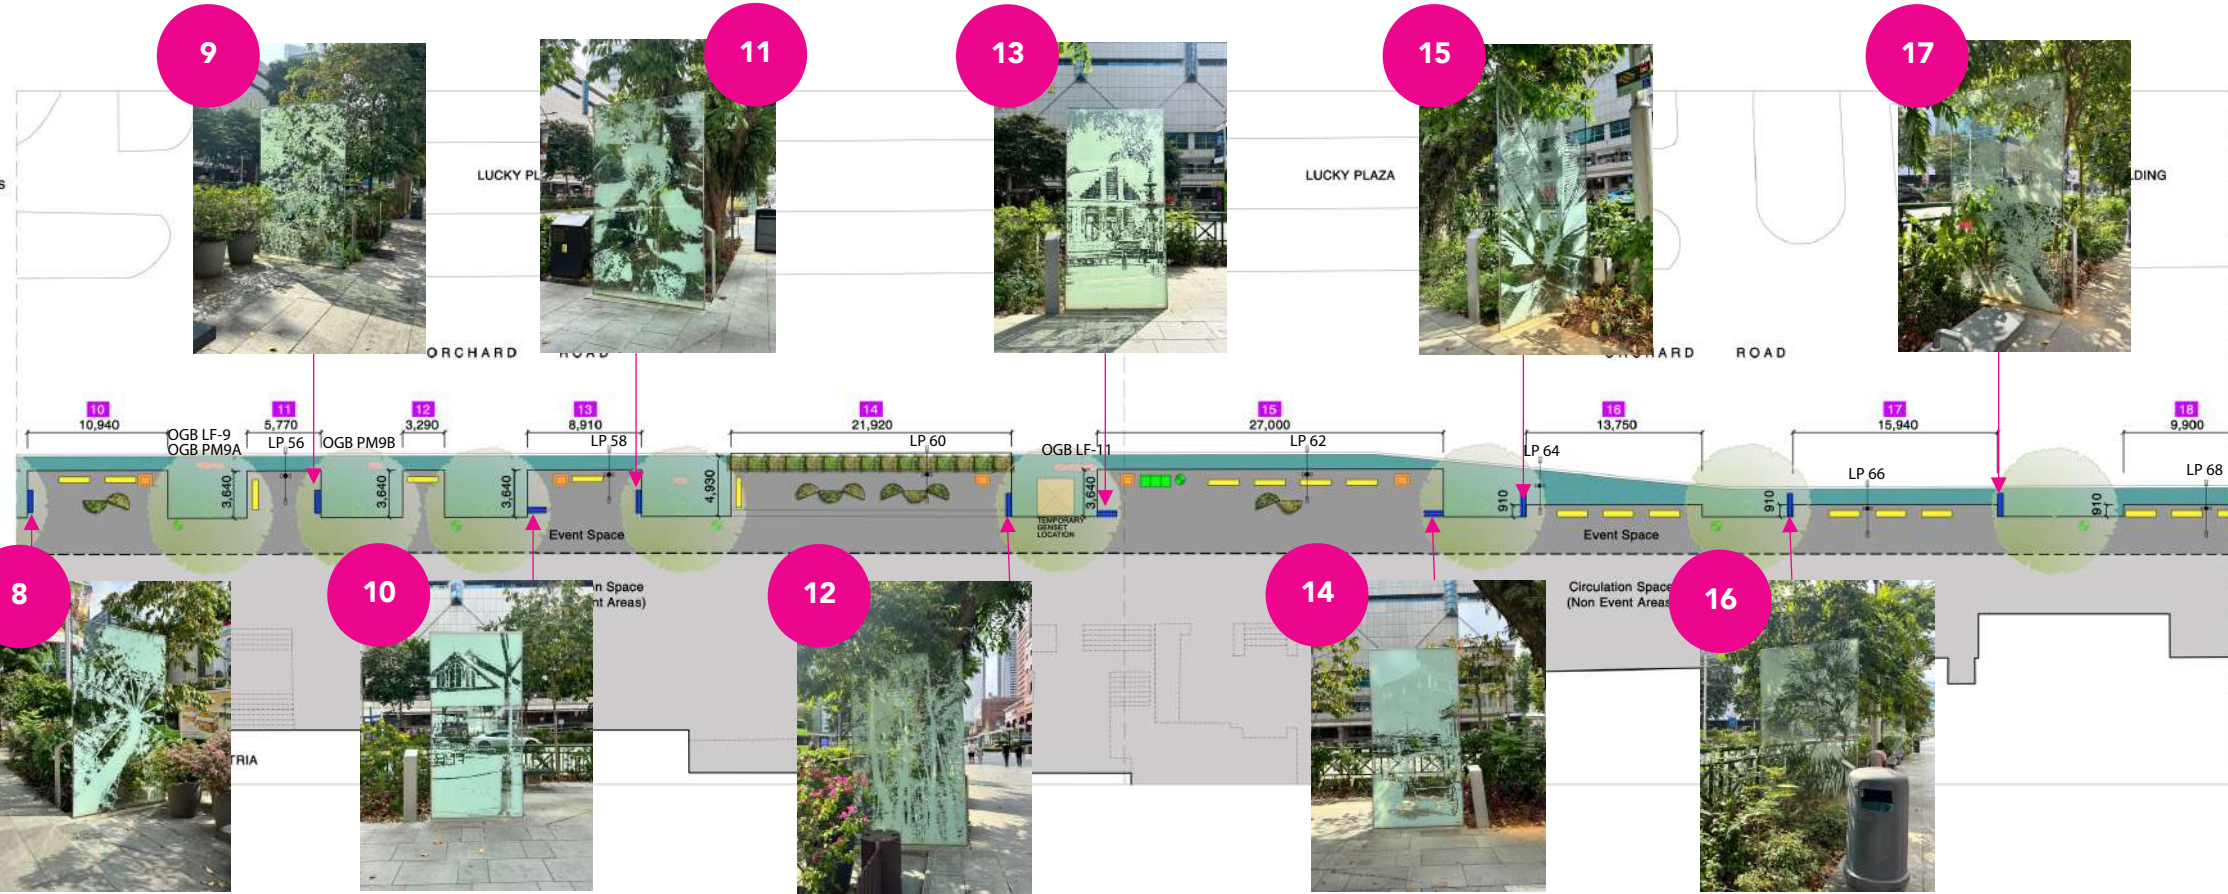 9
11
13
15
17
S
LUCKY PL
LUCKY PLAZA
LDING
ORCHARD ROAD
ROAD
10
11
12
13
14
15
16
17
18
10,940
5,770
3,290
8,910
21,920
27,000
13,750
15,940
9,900
OGB LF-9
OGB PM9A
LP 56
OGB PM9B
LP 58
LP 60
OGB LF-11
LP 62
LP 64
LP 66
LP 68
3,640
3,640
3,640
4,930
3,640
910
910
910
TEMPORARY
GENSET
LOCATION
Event Space
Event Space
n Space
nt Areas)
Circulation Space
(Non Event Areas
8
10
12
14
16
TRIA